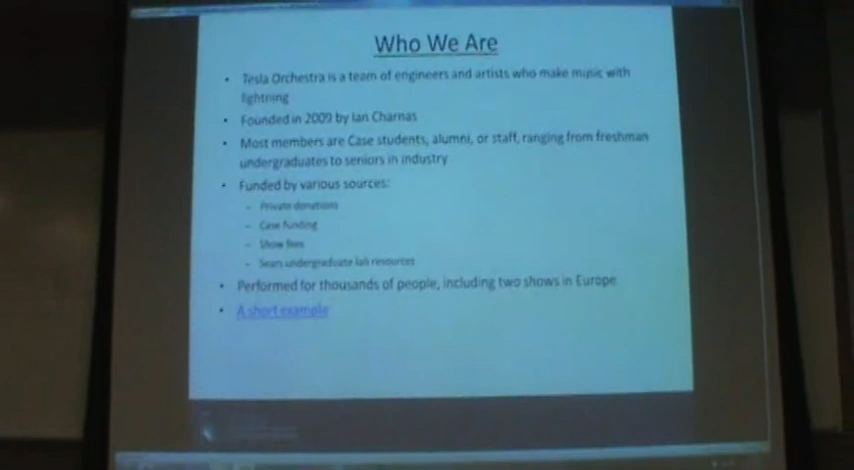 Who We Are
• Tesla Orchestra is a team of engineers and artists who make music with
lightning
• Founded in 2009 by Ian Charnas
• Most members are Case students, alumni, or staff, ranging from freshman
undergraduates to seniors in industry
• Funded by various sources:
– Private donations
– Case funding
– Show fees
– Sears undergraduate lab resources
• Performed for thousands of people, including two shows in Europe
• A short example